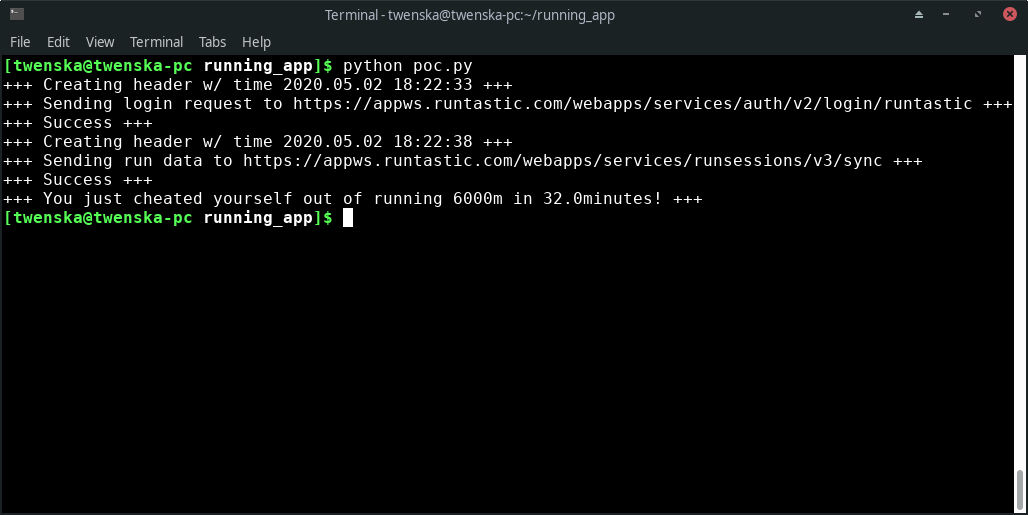 Terminal - twenska@twenska-pc:~/running_app
File Edit View Terminal Tabs Help
[twenska@twenska-pc running_app]$ python poc.py
+++ Creating header w/ time 2020.05.02 18:22:33 +++
+++ Sending login request to https://appws.runtastic.com/webapps/services/auth/v2/login/runtastic +++
+++ Success +++
+++ Creating header w/ time 2020.05.02 18:22:38 +++
+++ Sending run data to https://appws.runtastic.com/webapps/services/runsessions/v3/sync +++
+++ Success +++
+++ You just cheated yourself out of running 6000m in 32.0minutes! +++
[twenska@twenska-pc running_app]$